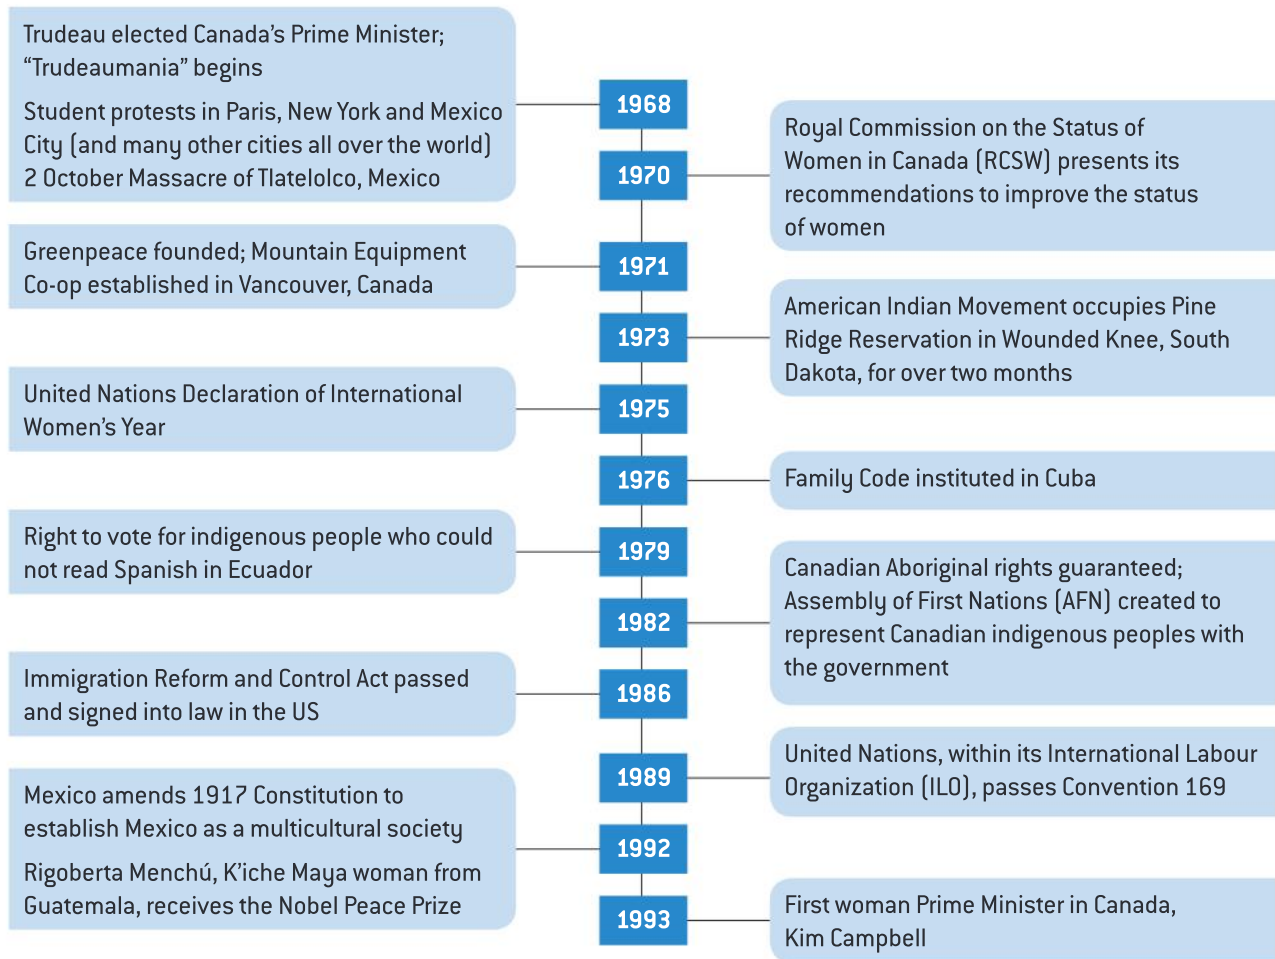 Trudeau elected Canada’s Prime Minister;
“Trudeaumania” begins
Student protests in Paris, New York and Mexico
City (and many other cities all over the world)
2 October Massacre of Tlatelolco, Mexico
1968
1970
Royal Commission on the Status of
Women in Canada (RCSW) presents its
recommendations to improve the status
of women
Greenpeace founded; Mountain Equipment
Co-op established in Vancouver, Canada
1971
1973
American Indian Movement occupies Pine
Ridge Reservation in Wounded Knee, South
Dakota, for over two months
United Nations Declaration of International
Women’s Year
1975
1976
Family Code instituted in Cuba
Right to vote for indigenous people who could
not read Spanish in Ecuador
1979
1982
Canadian Aboriginal rights guaranteed;
Assembly of First Nations (AFN) created to
represent Canadian indigenous peoples with
the government
Immigration Reform and Control Act passed
and signed into law in the US
1986
1989
United Nations, within its International Labour
Organization (ILO), passes Convention 169
Mexico amends 1917 Constitution to
establish Mexico as a multicultural society
Rigoberta Menchú, K’iche Maya woman from
Guatemala, receives the Nobel Peace Prize
1992
1993
First woman Prime Minister in Canada,
Kim Campbell